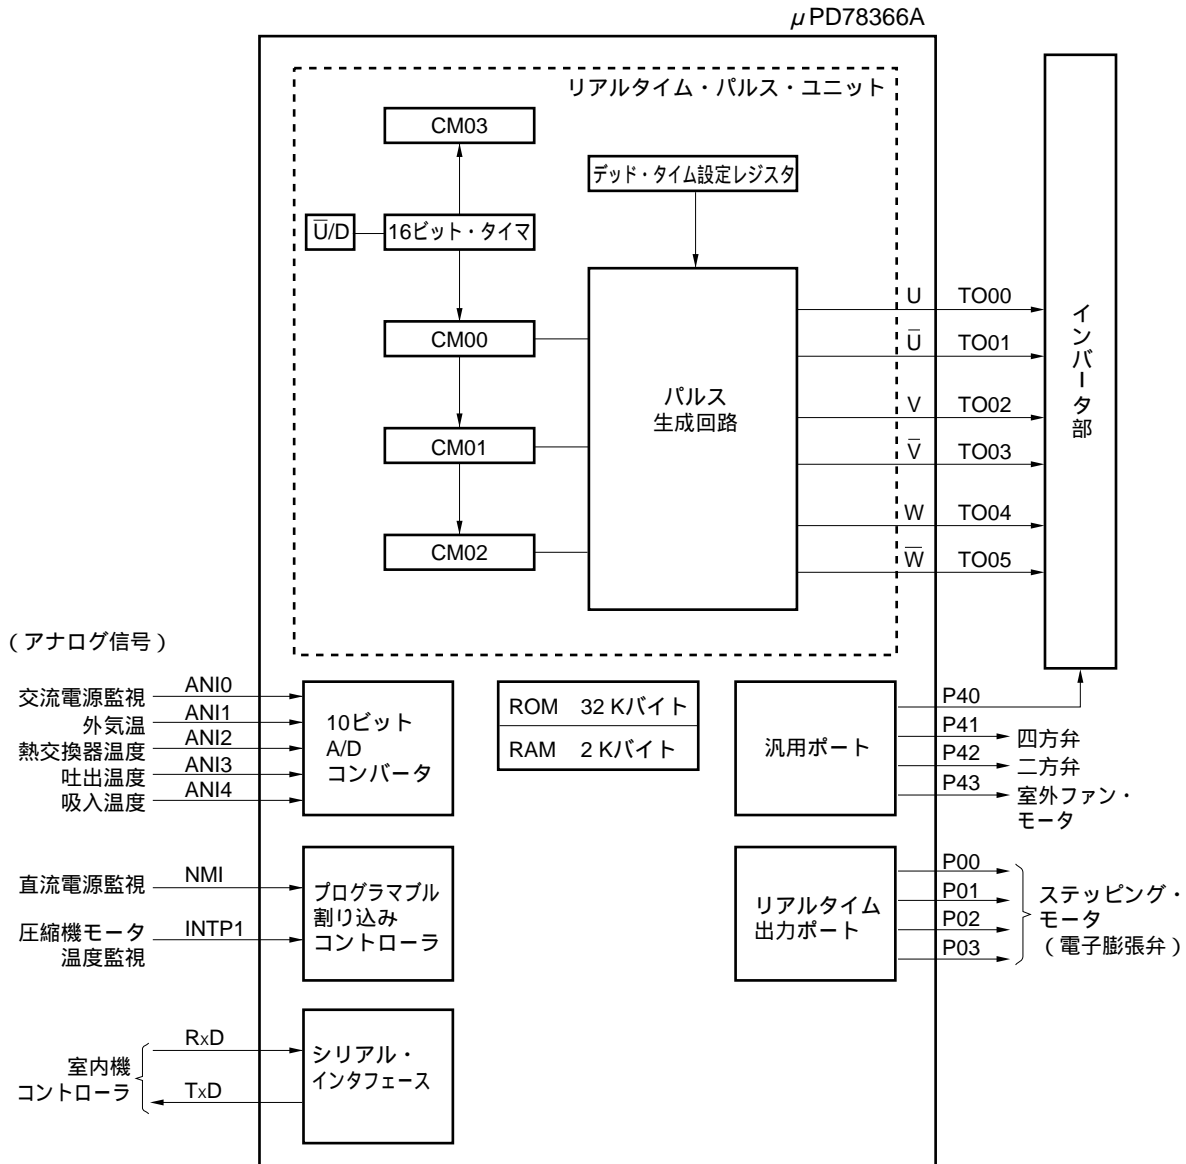 μPD78366A
リアルタイム・パルス・ユニット
CM03
デッド・タイム設定レジスタ
U̅/D
16ビット・タイマ
CM00
CM01
CM02
パルス
生成回路
U TO00
U̅ TO01
V TO02
V̅ TO03
W TO04
W̅ TO05
インバータ部
(アナログ信号)
交流電源監視 ANI0
外気温 ANI1
熱交換器温度 ANI2
吐出温度 ANI3
吸入温度 ANI4
10ビット
A/D
コンバータ
ROM 32 Kバイト
RAM 2 Kバイト
汎用ポート
P40
P41 四方弁
P42 二方弁
P43 室外ファン・
モータ
直流電源監視 NMI
圧縮機モータ INTP1
温度監視
プログラマブル
割り込み
コントローラ
リアルタイム
出力ポート
P00
P01
P02
P03
ステッピング・
モータ
(電子膨張弁)
室内機
コントローラ
RxD
TxD
シリアル・
インタフェース